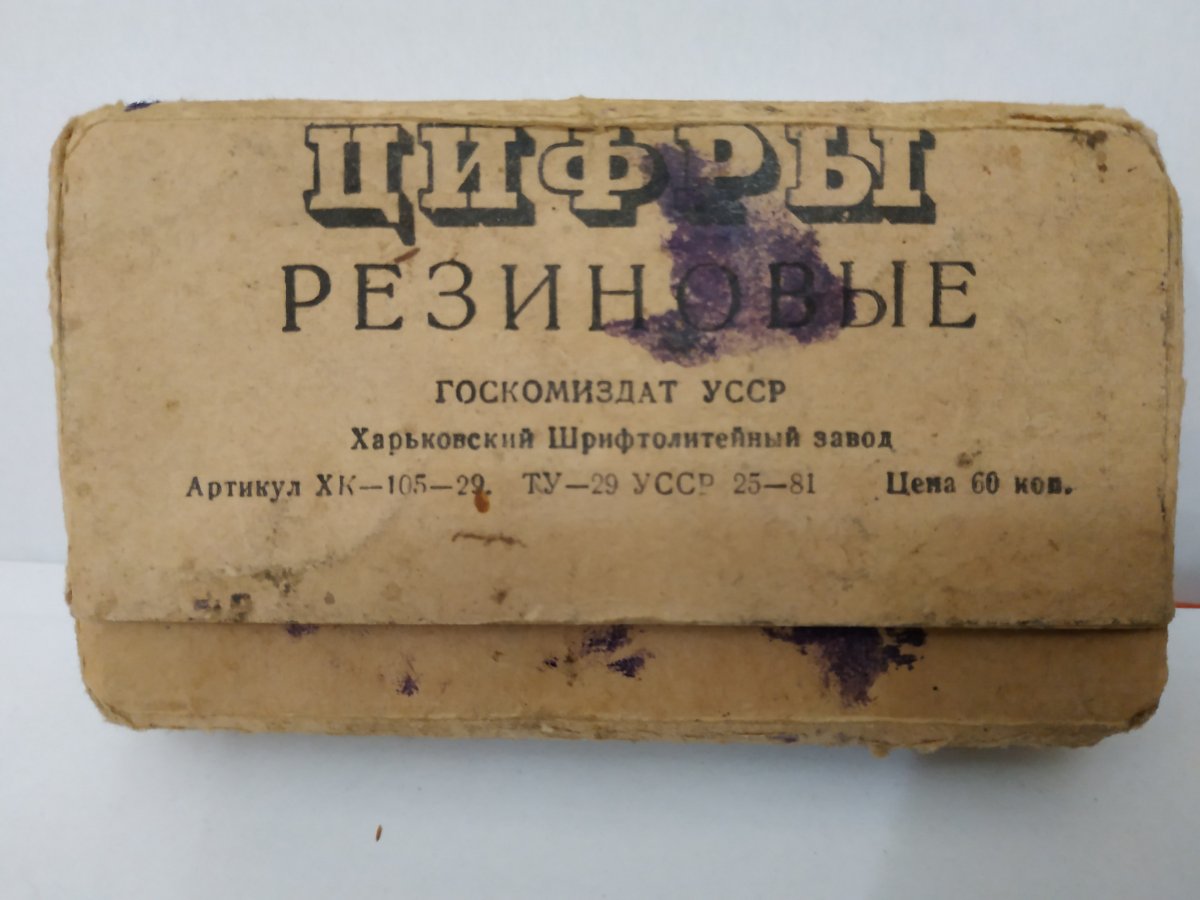 ЦИФРЫ
РЕЗИНОВЫЕ
ГОСКОМИЗДАТ УССР
Харьковский Шрифтолитейный завод
Артикул ХК—105—29. ТУ—29 УССР 25—81 Цена 60 коп.